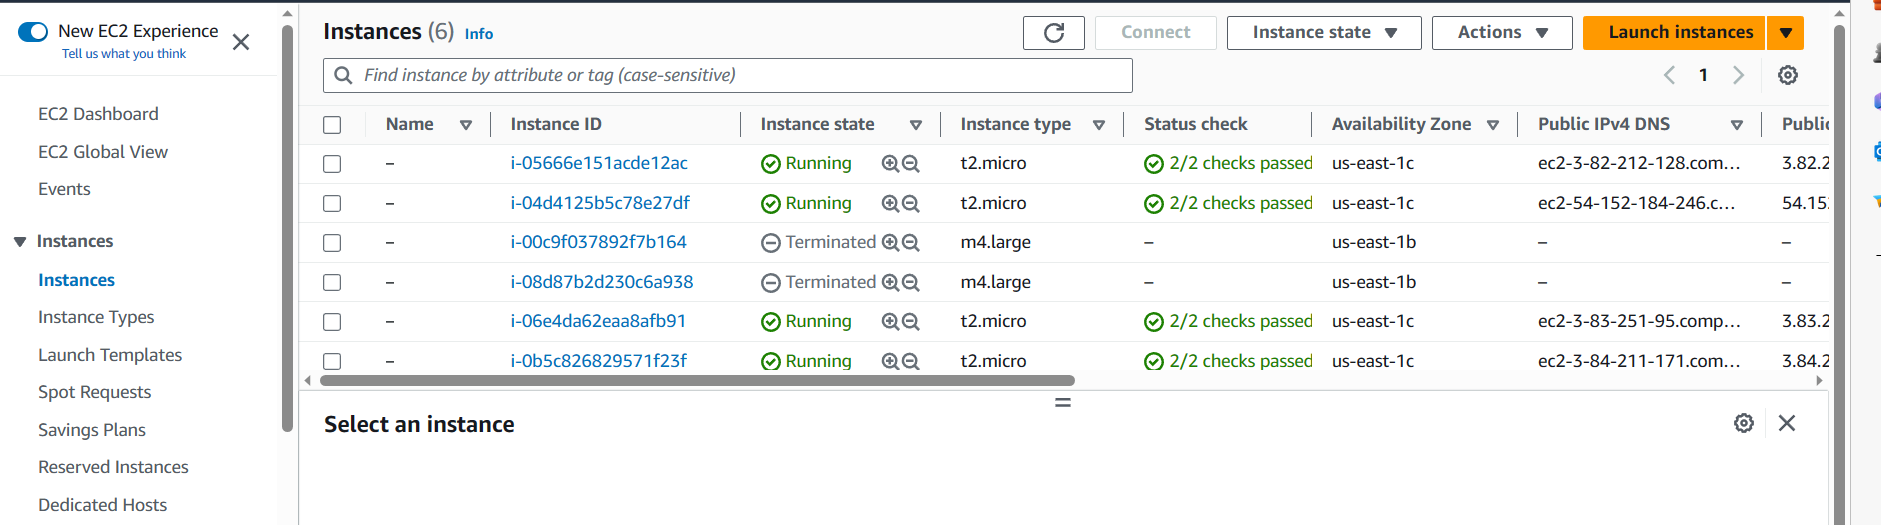 New EC2 Experience
Tell us what you think
EC2 Dashboard
EC2 Global View
Events
Instances
Instances
Instance Types
Launch Templates
Spot Requests
Savings Plans
Reserved Instances
Dedicated Hosts
Instances (6) Info
Connect
Instance state
Actions
Launch instances
Find instance by attribute or tag (case-sensitive)
1
Name Instance ID Instance state Instance type Status check Availability Zone Public IPv4 DNS Public
– i-05666e151acde12ac Running t2.micro 2/2 checks passed us-east-1c ec2-3-82-212-128.com... 3.82.2
– i-04d4125b5c78e27df Running t2.micro 2/2 checks passed us-east-1c ec2-54-152-184-246.c... 54.15
– i-00c9f037892f7b164 Terminated m4.large – us-east-1b – –
– i-08d87b2d230c6a938 Terminated m4.large – us-east-1b – –
– i-06e4da62eaa8afb91 Running t2.micro 2/2 checks passed us-east-1c ec2-3-83-251-95.comp... 3.83.2
– i-0b5c826829571f23f Running t2.micro 2/2 checks passed us-east-1c ec2-3-84-211-171.com... 3.84.2
Select an instance